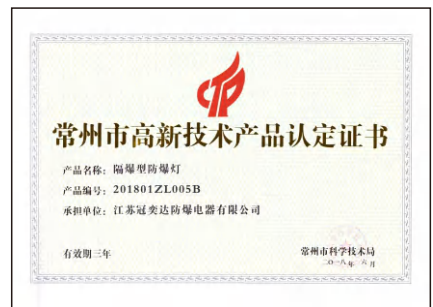 常州市高新技术产品认定证书
产品名称：隔爆型防爆灯
产品编号：201801ZL005B
承担单位：江苏冠奕达防爆电器有限公司
有效期三年
常州市科学技术局
二〇一八年 六月